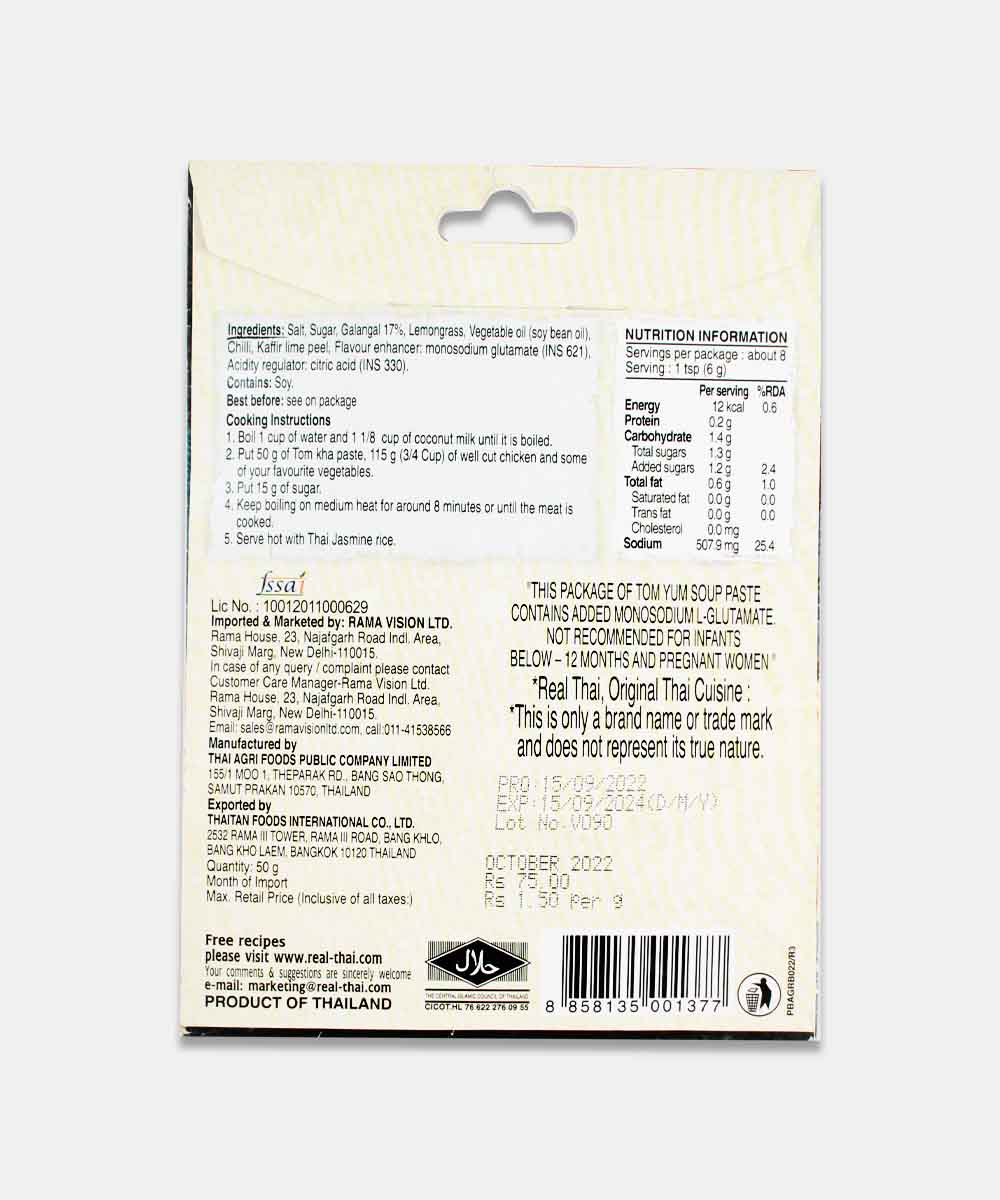 Ingredients: Salt, Sugar, Galangal 17%, Lemongrass, Vegetable oil (soy bean oil),
Chilli, Kaffir lime peel, Flavour enhancer: monosodium glutamate (INS 621),
Acidity regulator: citric acid (INS 330).
Contains: Soy.
Best before: see on package
Cooking Instructions
1. Boil 1 cup of water and 1 1/8 cup of coconut milk until it is boiled.
2. Put 50 g of Tom kha paste, 115 g (3/4 Cup) of well cut chicken and some
of your favourite vegetables.
3. Put 15 g of sugar.
4. Keep boiling on medium heat for around 8 minutes or until the meat is
cooked.
5. Serve hot with Thai Jasmine rice.
NUTRITION INFORMATION
Servings per package : about 8
Serving : 1 tsp (6 g)
Per serving %RDA
Energy 12 kcal 0.6
Protein 0.2 g
Carbohydrate 1.4 g
Total sugars 1.3 g
Added sugars 1.2 g 2.4
Total fat 0.6 g 1.0
Saturated fat 0.0 g 0.0
Trans fat 0.0 g 0.0
Cholesterol 0.0 mg
Sodium 507.9 mg 25.4
fssai
Lic No. : 10012011000629
Imported & Marketed by: RAMA VISION LTD.
Rama House, 23, Najafgarh Road Indl. Area,
Shivaji Marg, New Delhi-110015.
In case of any query / complaint please contact
Customer Care Manager-Rama Vision Ltd.
Rama House, 23, Najafgarh Road Indl. Area,
Shivaji Marg, New Delhi-110015.
Email: sales@ramavisionltd.com, call:011-41538566
Manufactured by
THAI AGRI FOODS PUBLIC COMPANY LIMITED
155/1 MOO 1, THEPARAK RD., BANG SAO THONG,
SAMUT PRAKAN 10570, THAILAND
Exported by
THAITAN FOODS INTERNATIONAL CO., LTD.
2532 RAMA III TOWER, RAMA III ROAD, BANG KHLO,
BANG KHO LAEM, BANGKOK 10120 THAILAND
Quantity: 50 g
Month of Import
Max. Retail Price (Inclusive of all taxes:)
"THIS PACKAGE OF TOM YUM SOUP PASTE
CONTAINS ADDED MONOSODIUM L-GLUTAMATE.
NOT RECOMMENDED FOR INFANTS
BELOW – 12 MONTHS AND PREGNANT WOMEN"
*Real Thai, Original Thai Cuisine :
*This is only a brand name or trade mark
and does not represent its true nature.
PRO:15/09/2022
EXP:15/09/2024(D/M/Y)
Lot No.V090
OCTOBER 2022
Rs 75.00
Rs 1.50 Per g
Free recipes
please visit www.real-thai.com
Your comments & suggestions are sincerely welcome
e-mail: marketing@real-thai.com
PRODUCT OF THAILAND
حلال
THE CENTRAL ISLAMIC COUNCIL OF THAILAND
CICOT.HL 76 622 276 09 55
8 858135 001377
PBAGRB022/R3